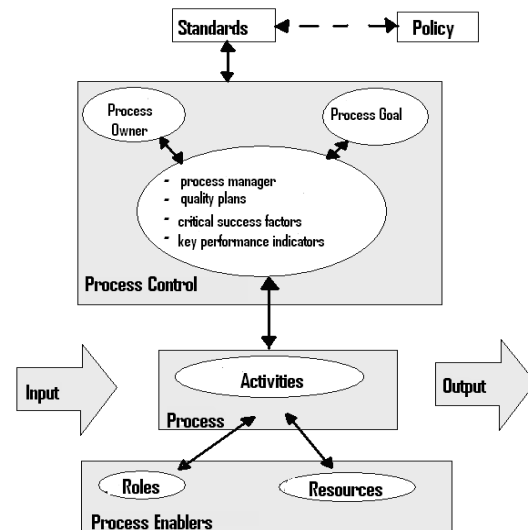 Standards
Policy
Process
Owner
Process Goal
- process manager
- quality plans
- critical success factors
- key performance indicators
Process Control
Input
Activities
Output
Process
Roles
Resources
Process Enablers